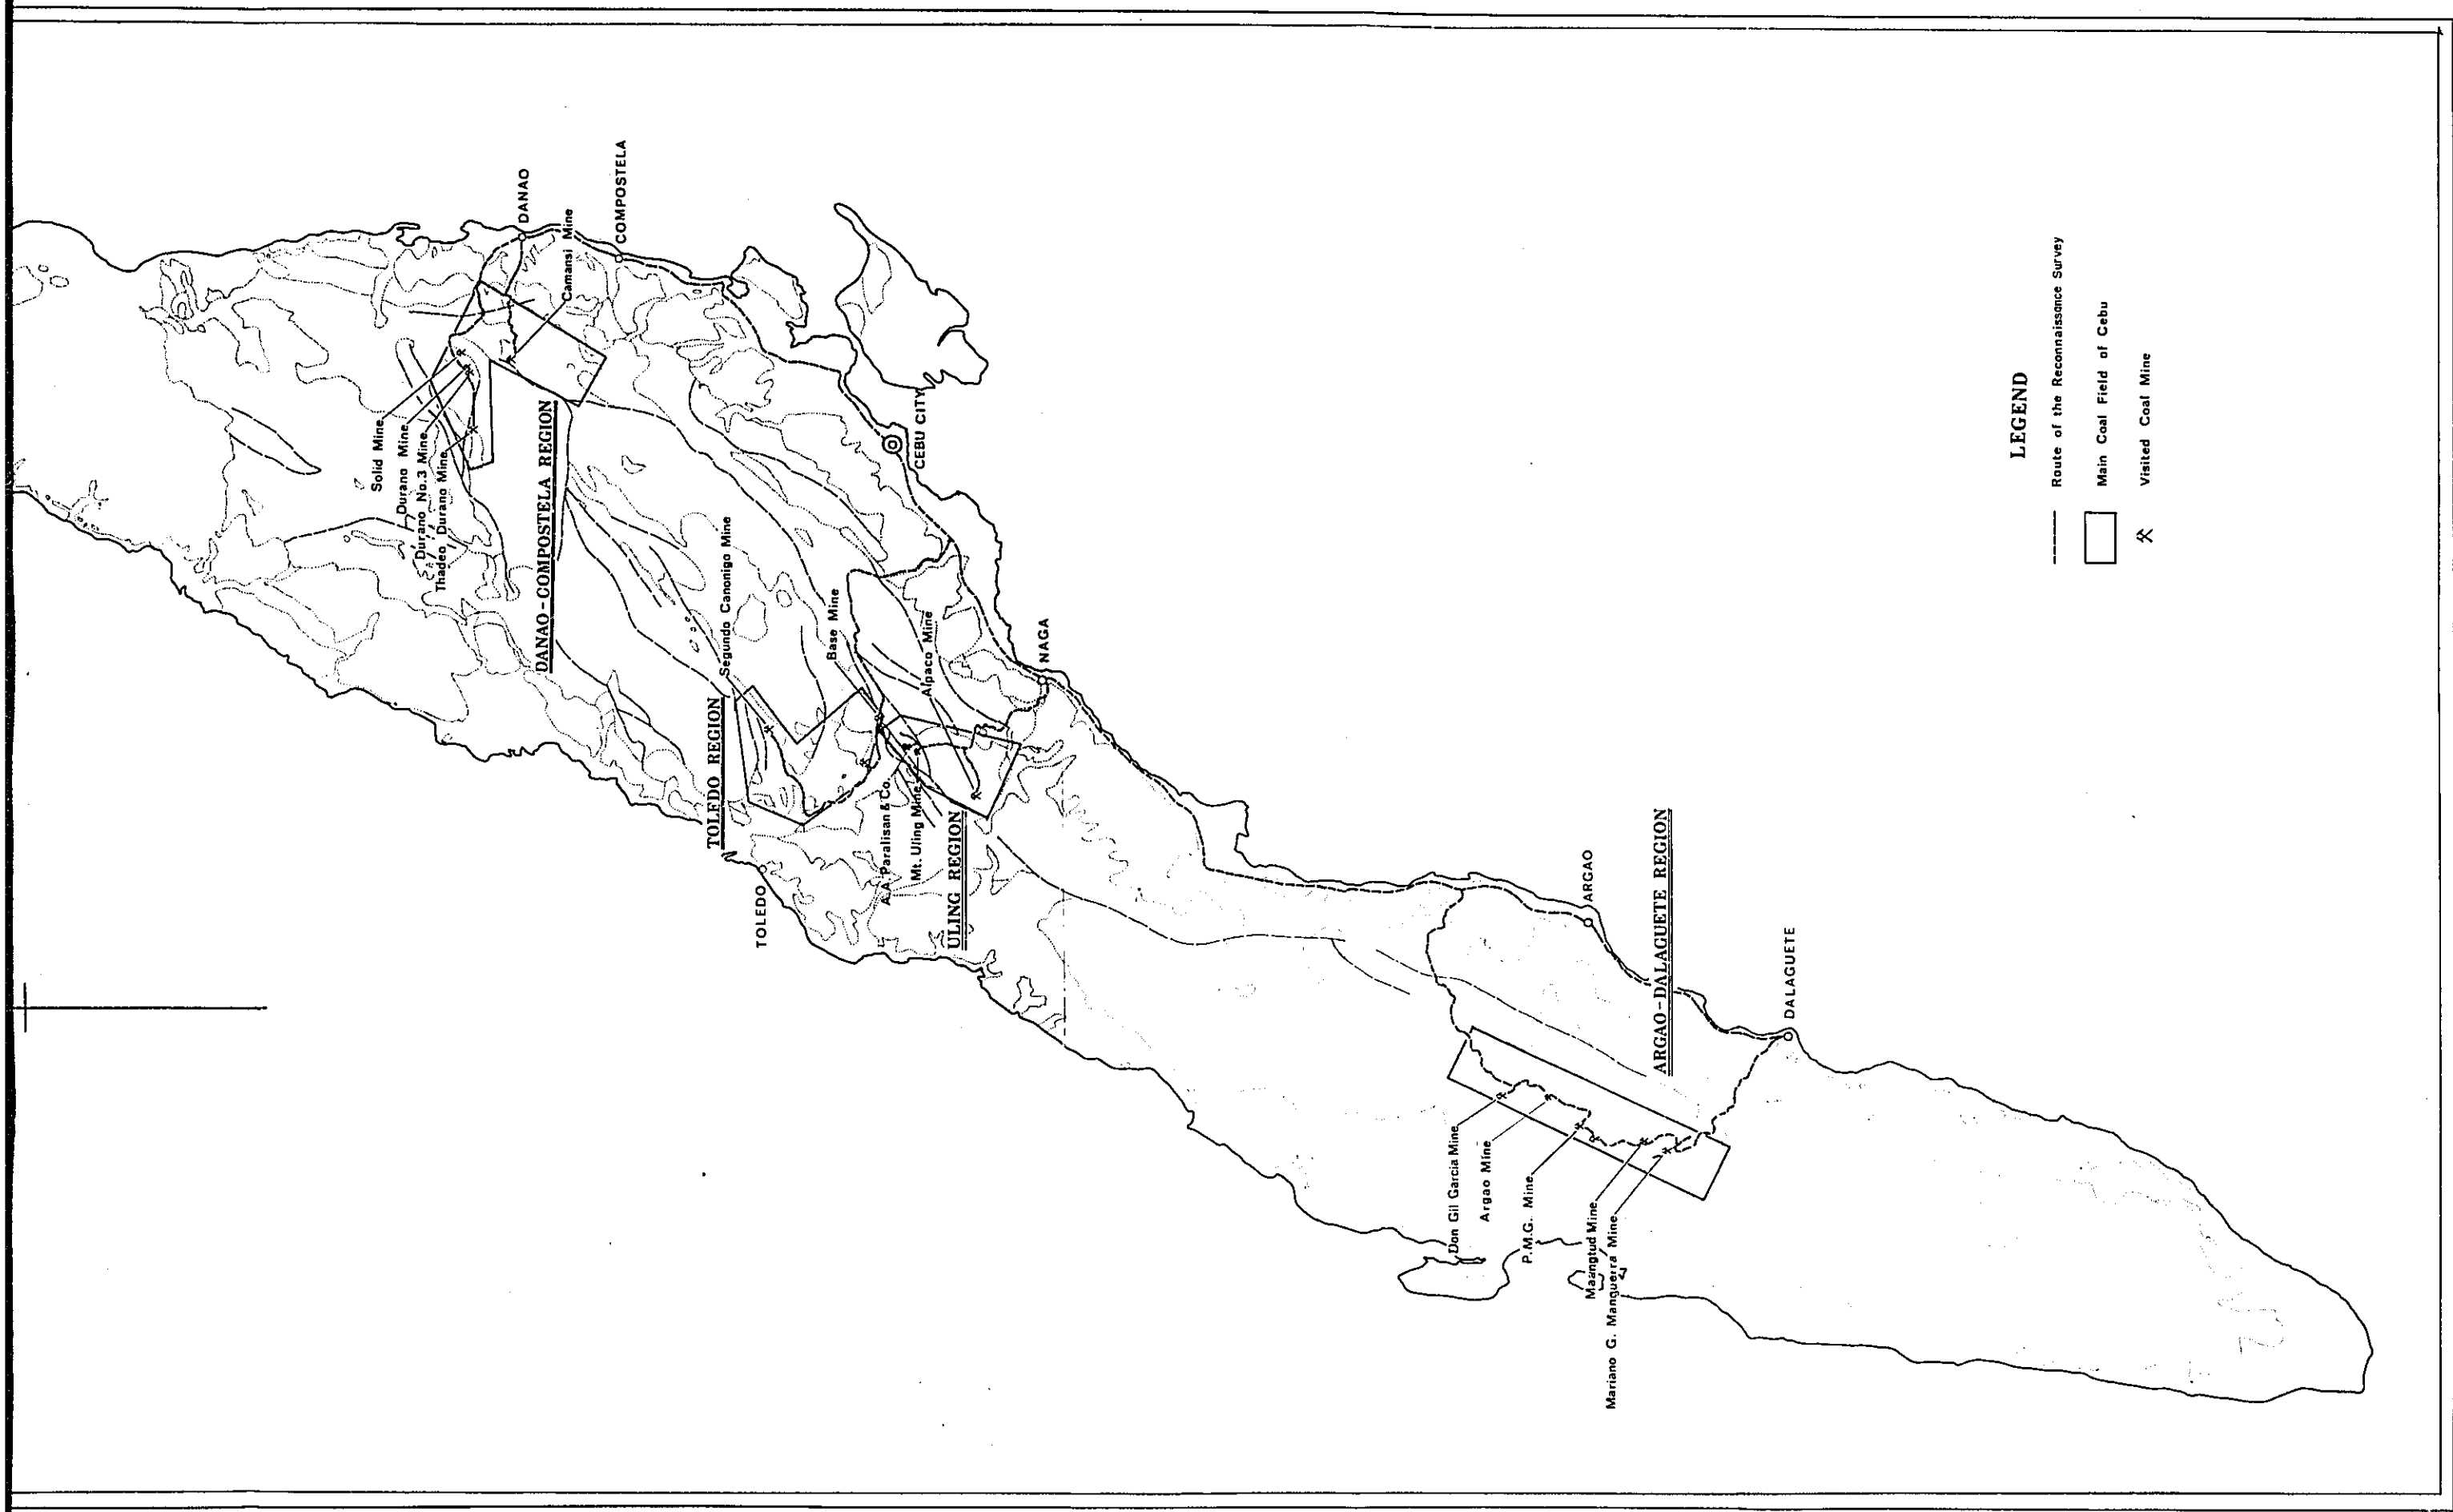 DANAO
COMPOSTELA
Camansi Mine
Solid Mine
Durano Mine
Durano No.3 Mine
Thadeo Durano Mine
DANAO-COMPOSTELA REGION
CEBU CITY
Segundo Canonigo Mine
TOLEDO REGION
Base Mine
Alpaco Mine
NAGA
TOLEDO
A.A Paralisan & Co.
Mt. Uling Mine
ULING REGION
ARGAO
ARGAO-DALAGUETE REGION
DALAGUETE
Don Gil Garcia Mine
Argao Mine
P.M.G. Mine
Maangtud Mine
Mariano G. Manguerra Mine
LEGEND
Route of the Reconnaissance Survey
Main Coal Field of Cebu
Visited Coal Mine